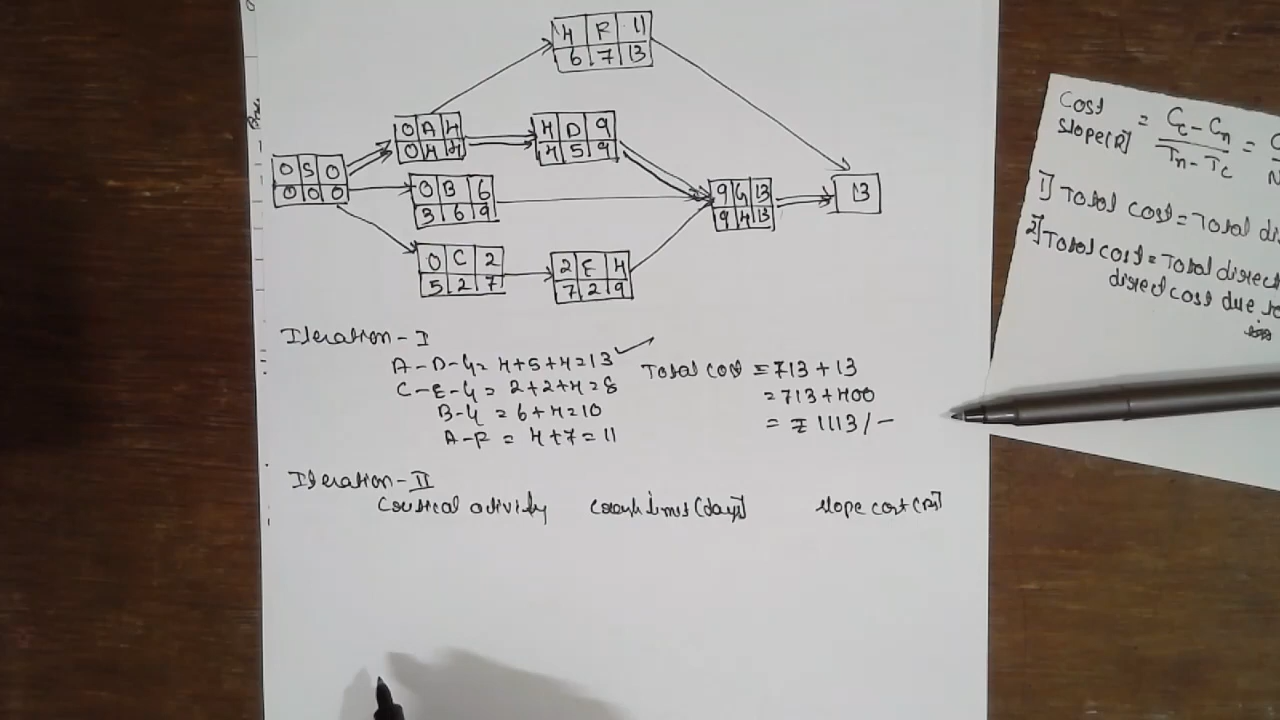 4 F 11
6 7 13
0 A 4
0 4 4
4 D 9
4 5 9
0 S 0
0 0 0
0 B 6
3 6 9
9 G 13
9 4 13
13
0 C 2
5 2 7
2 E 4
7 2 9
Iteration-I
A-D-G = 4+5+4=13 ✓
C-E-G = 2+2+4=8
B-G = 6+4=10
A-F = 4+7=11
Total cost = 713+13
= 713+400
= ₹ 1113/-
Iteration-II
Critical activity Crash time (days) slope cost (₹)
Cost slope(₹) = Cc - Cn / Tn - Tc =
1] Total cost = Total di
2] Total cost = Total direct
direct cost due to